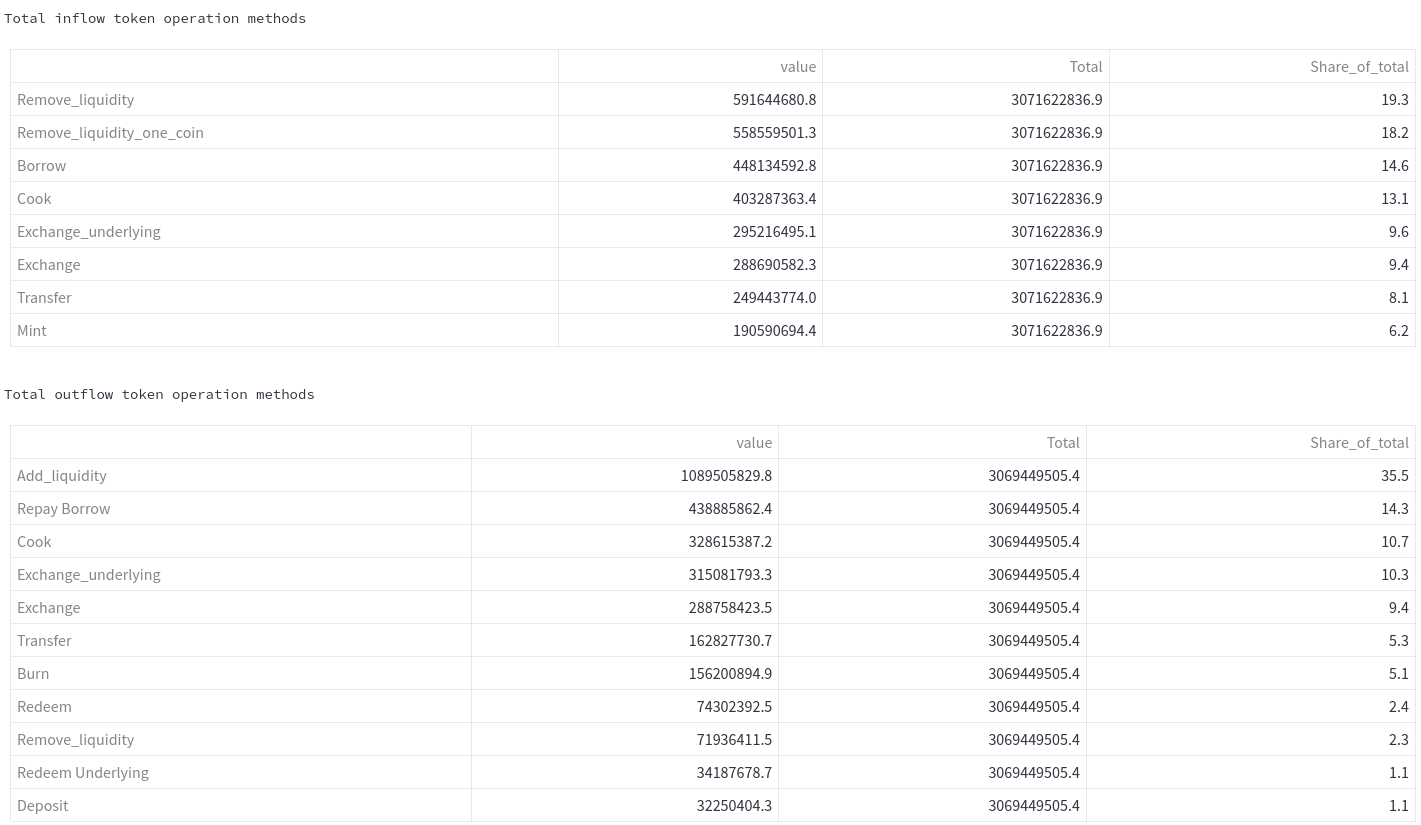 Total inflow token operation methods
value Total Share_of_total
Remove_liquidity 591644680.8 3071622836.9 19.3
Remove_liquidity_one_coin 558559501.3 3071622836.9 18.2
Borrow 448134592.8 3071622836.9 14.6
Cook 403287363.4 3071622836.9 13.1
Exchange_underlying 295216495.1 3071622836.9 9.6
Exchange 288690582.3 3071622836.9 9.4
Transfer 249443774.0 3071622836.9 8.1
Mint 190590694.4 3071622836.9 6.2
Total outflow token operation methods
value Total Share_of_total
Add_liquidity 1089505829.8 3069449505.4 35.5
Repay Borrow 438885862.4 3069449505.4 14.3
Cook 328615387.2 3069449505.4 10.7
Exchange_underlying 315081793.3 3069449505.4 10.3
Exchange 288758423.5 3069449505.4 9.4
Transfer 162827730.7 3069449505.4 5.3
Burn 156200894.9 3069449505.4 5.1
Redeem 74302392.5 3069449505.4 2.4
Remove_liquidity 71936411.5 3069449505.4 2.3
Redeem Underlying 34187678.7 3069449505.4 1.1
Deposit 32250404.3 3069449505.4 1.1